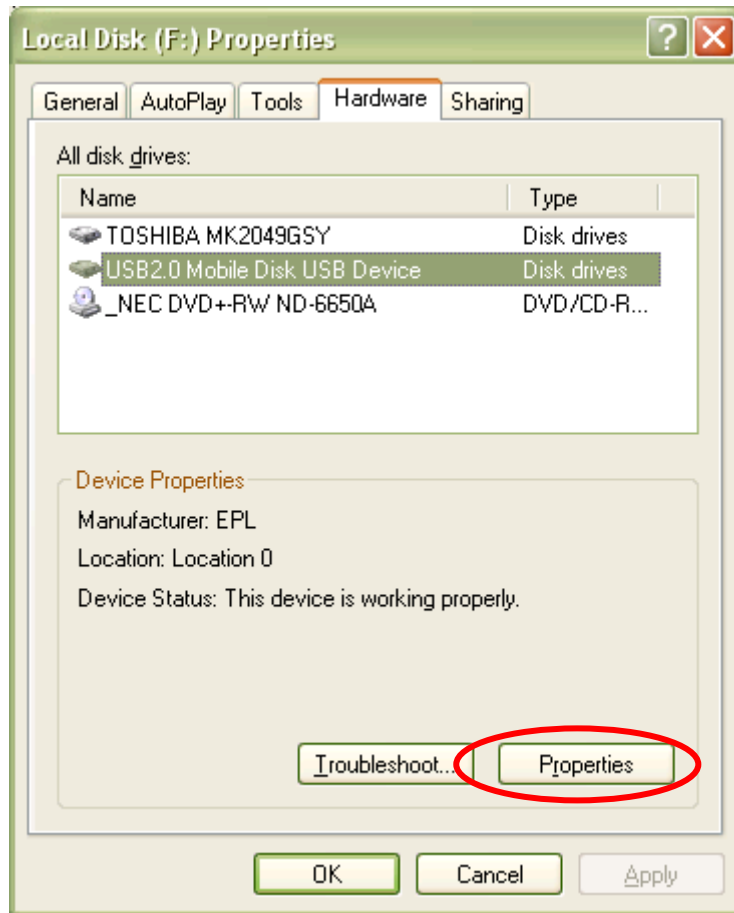 Local Disk (F:) Properties
General AutoPlay Tools Hardware Sharing
All disk drives:
Name Type
TOSHIBA MK2049GSY Disk drives
USB2.0 Mobile Disk USB Device Disk drives
_NEC DVD+-RW ND-6650A DVD/CD-R...
Device Properties
Manufacturer: EPL
Location: Location 0
Device Status: This device is working properly.
Troubleshoot... Properties
OK Cancel Apply